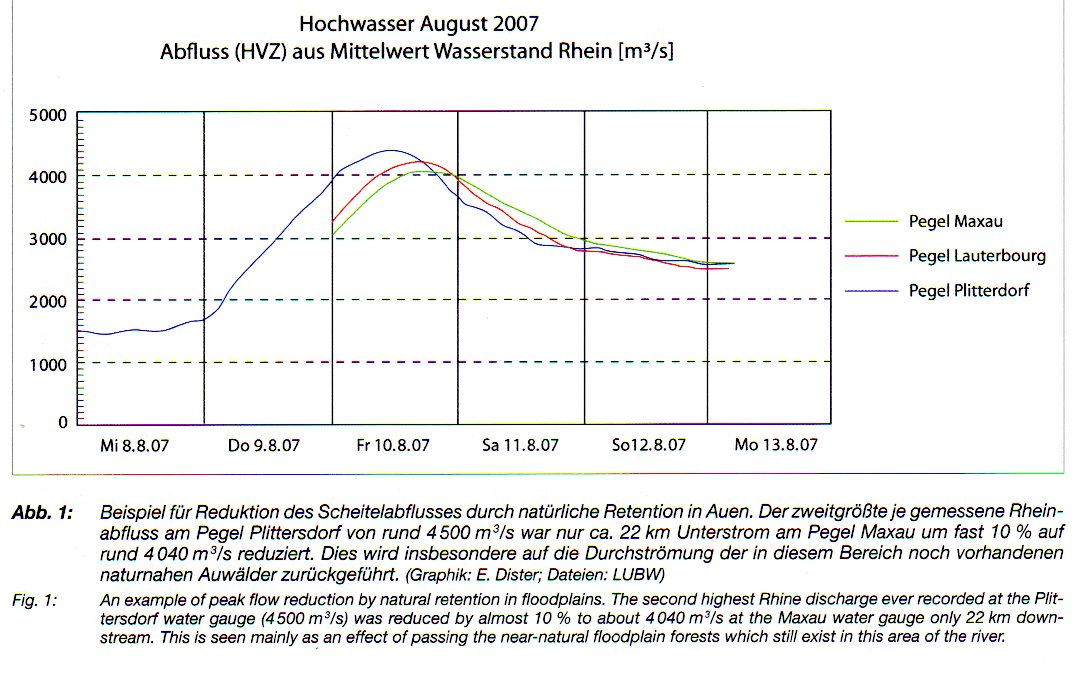 Hochwasser August 2007
Abfluss (HVZ) aus Mittelwert Wasserstand Rhein [m³/s]
5000
4000
3000
2000
1000
0
Mi 8.8.07 Do 9.8.07 Fr 10.8.07 Sa 11.8.07 So12.8.07 Mo 13.8.07
Pegel Maxau
Pegel Lauterbourg
Pegel Plitterdorf
Abb. 1: Beispiel für Reduktion des Scheitelabflusses durch natürliche Retention in Auen. Der zweitgrößte je gemessene Rhein-
abfluss am Pegel Plittersdorf von rund 4500 m³/s war nur ca. 22 km Unterstrom am Pegel Maxau um fast 10 % auf
rund 4040 m³/s reduziert. Dies wird insbesondere auf die Durchströmung der in diesem Bereich noch vorhandenen
naturnahen Auwälder zurückgeführt. (Graphik: E. Dister; Dateien: LUBW)
Fig. 1: An example of peak flow reduction by natural retention in floodplains. The second highest Rhine discharge ever recorded at the Plit-
tersdorf water gauge (4500 m³/s) was reduced by almost 10 % to about 4040 m³/s at the Maxau water gauge only 22 km down-
stream. This is seen mainly as an effect of passing the near-natural floodplain forests which still exist in this area of the river.